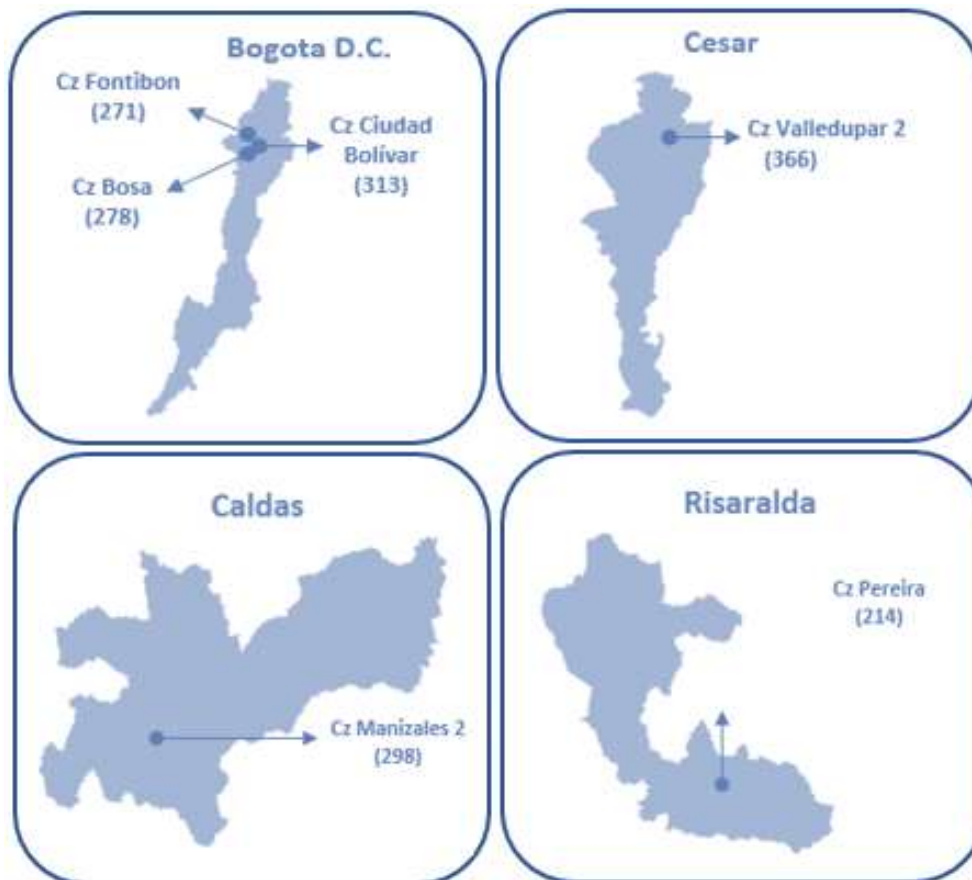 Bogota D.C.
Cz Fontibon
(271)
Cz Ciudad
Bolívar
(313)
Cz Bosa
(278)
Cesar
Cz Valledupar 2
(366)
Caldas
Cz Manizales 2
(298)
Risaralda
Cz Pereira
(214)